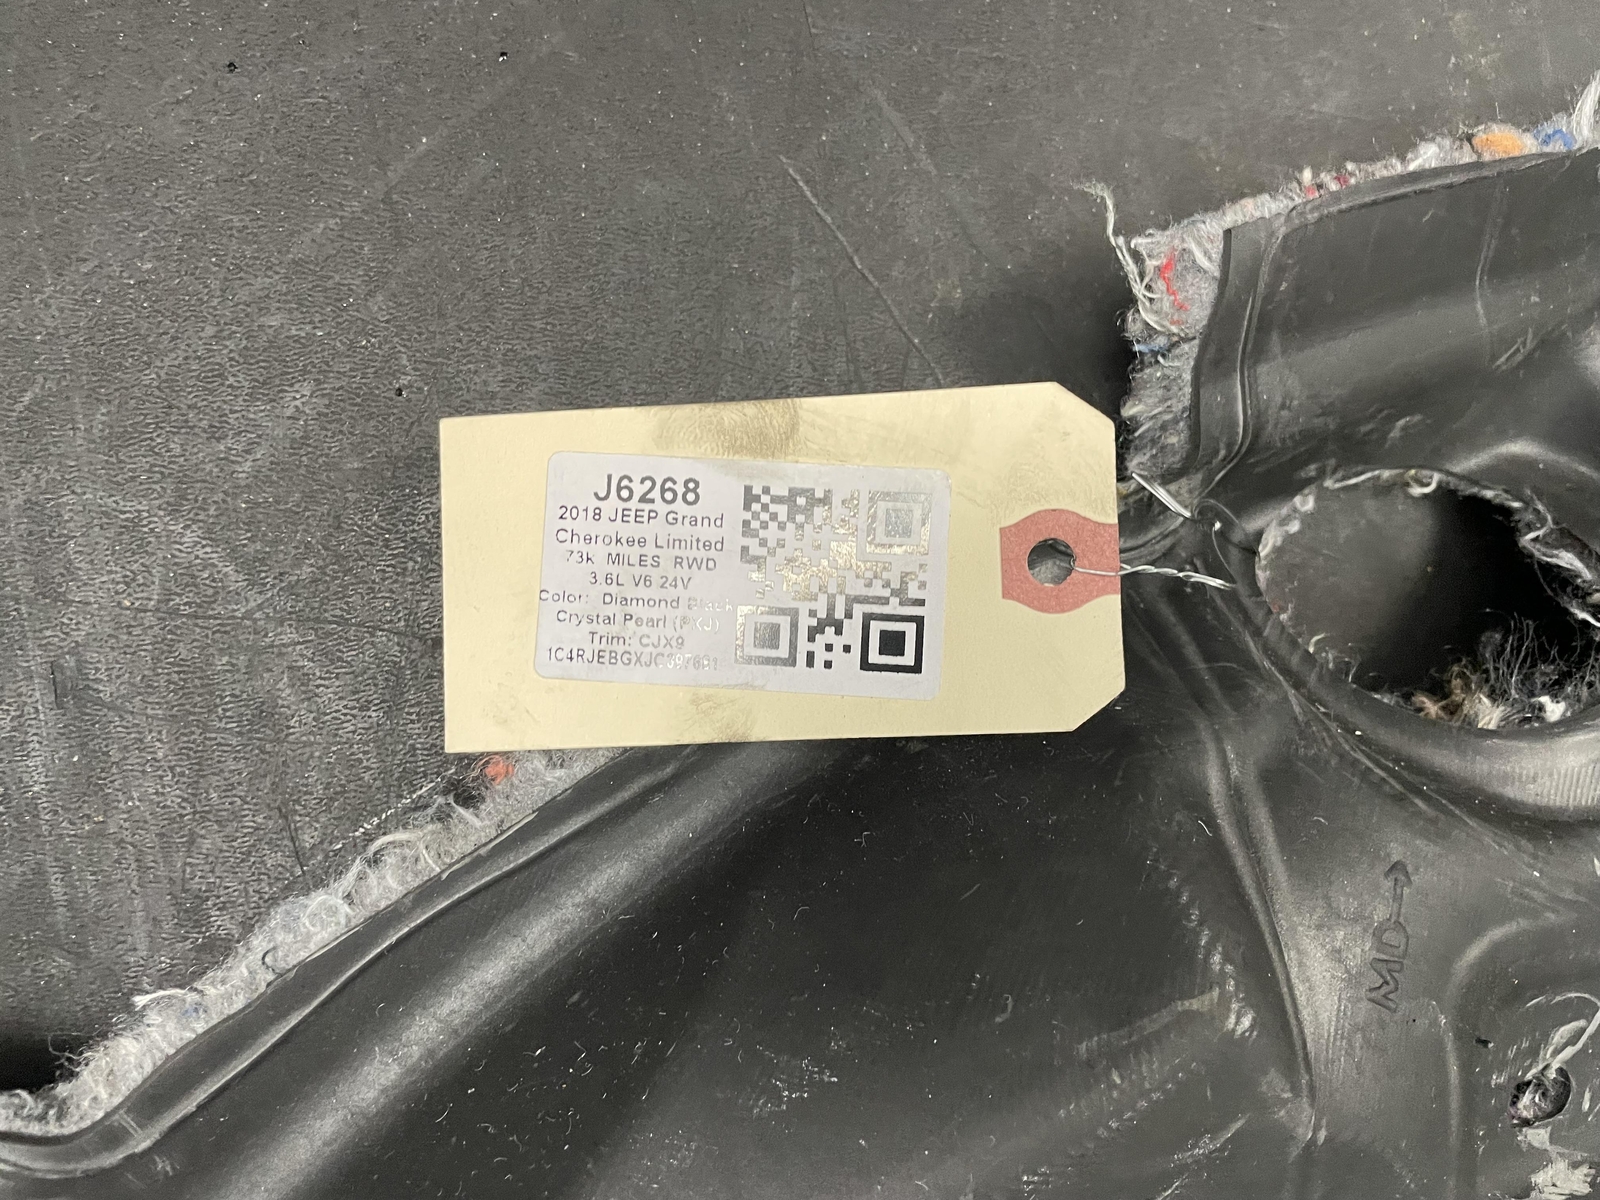 J6268
2018 JEEP Grand
Cherokee Limited
73k MILES RWD
3.6L V6 24V
Color: Diamond Black
Crystal Pearl
Trim: CJX9
MD